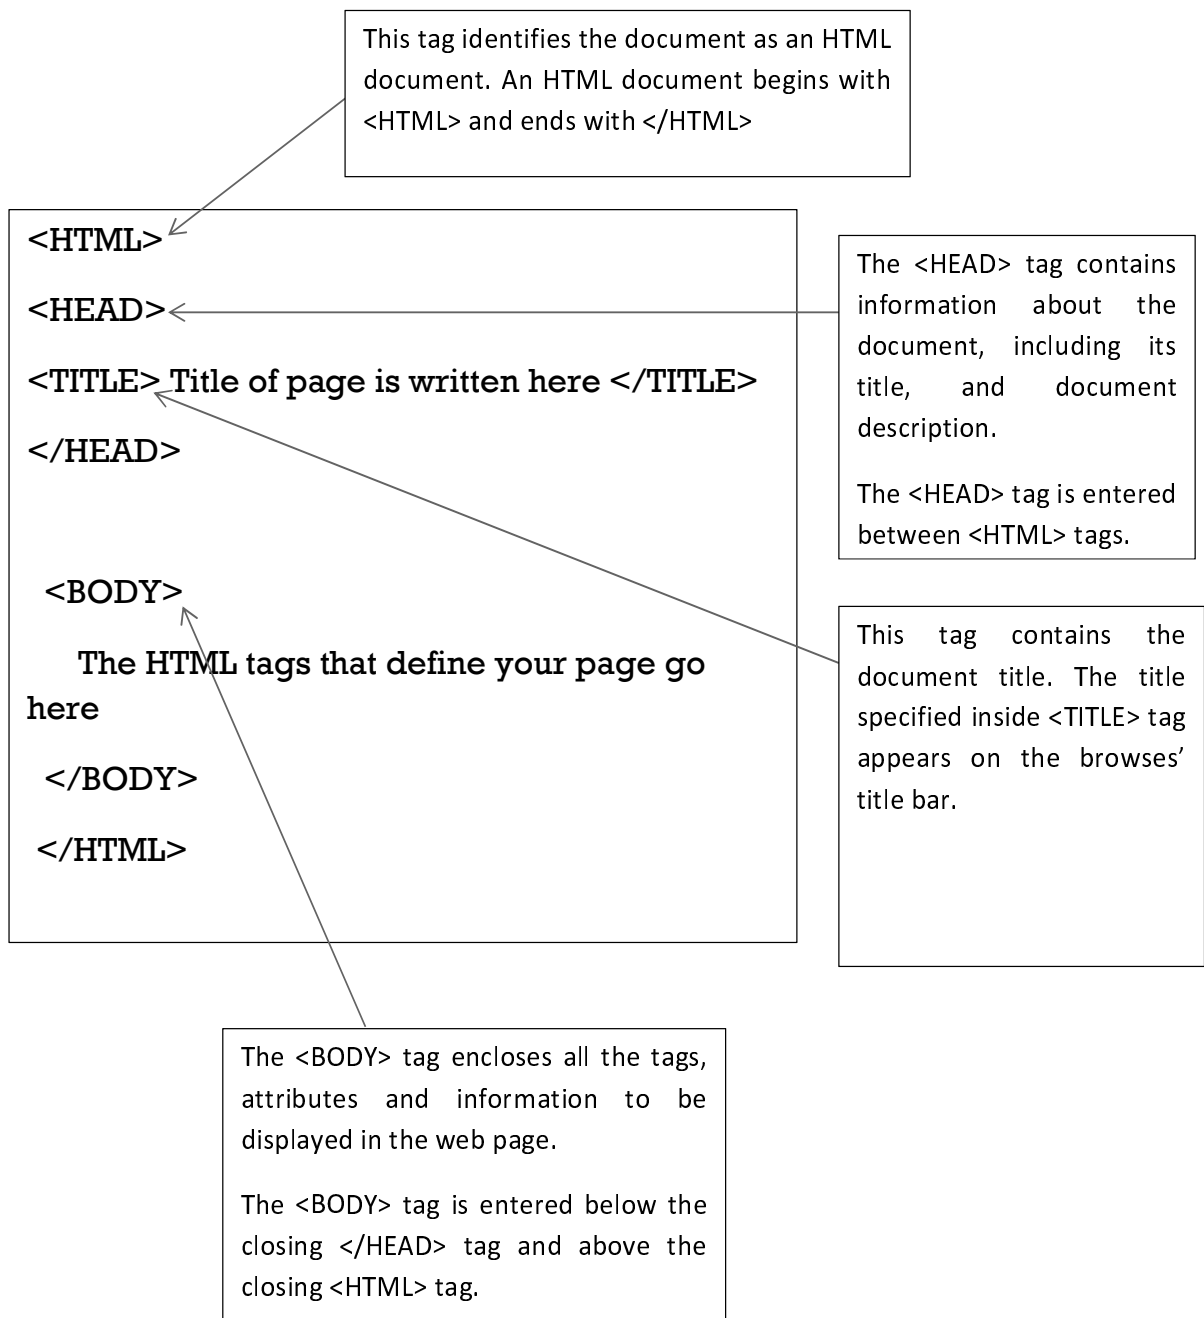 This tag identifies the document as an HTML
document. An HTML document begins with
<HTML> and ends with </HTML>
<HTML>
<HEAD>
<TITLE> Title of page is written here </TITLE>
</HEAD>
<BODY>
The HTML tags that define your page go
here
</BODY>
</HTML>
The <HEAD> tag contains
information about the
document, including its
title, and document
description.
The <HEAD> tag is entered
between <HTML> tags.
This tag contains the
document title. The title
specified inside <TITLE> tag
appears on the browses’
title bar.
The <BODY> tag encloses all the tags,
attributes and information to be
displayed in the web page.
The <BODY> tag is entered below the
closing </HEAD> tag and above the
closing <HTML> tag.